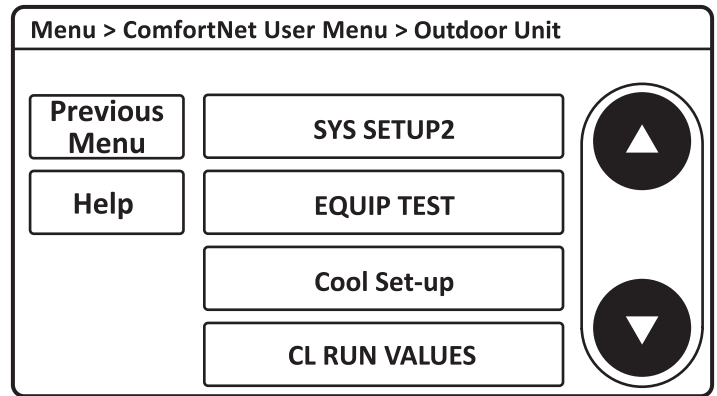 Menu > ComfortNet User Menu > Outdoor Unit
Previous
Menu
Help
SYS SETUP2
EQUIP TEST
Cool Set-up
CL RUN VALUES